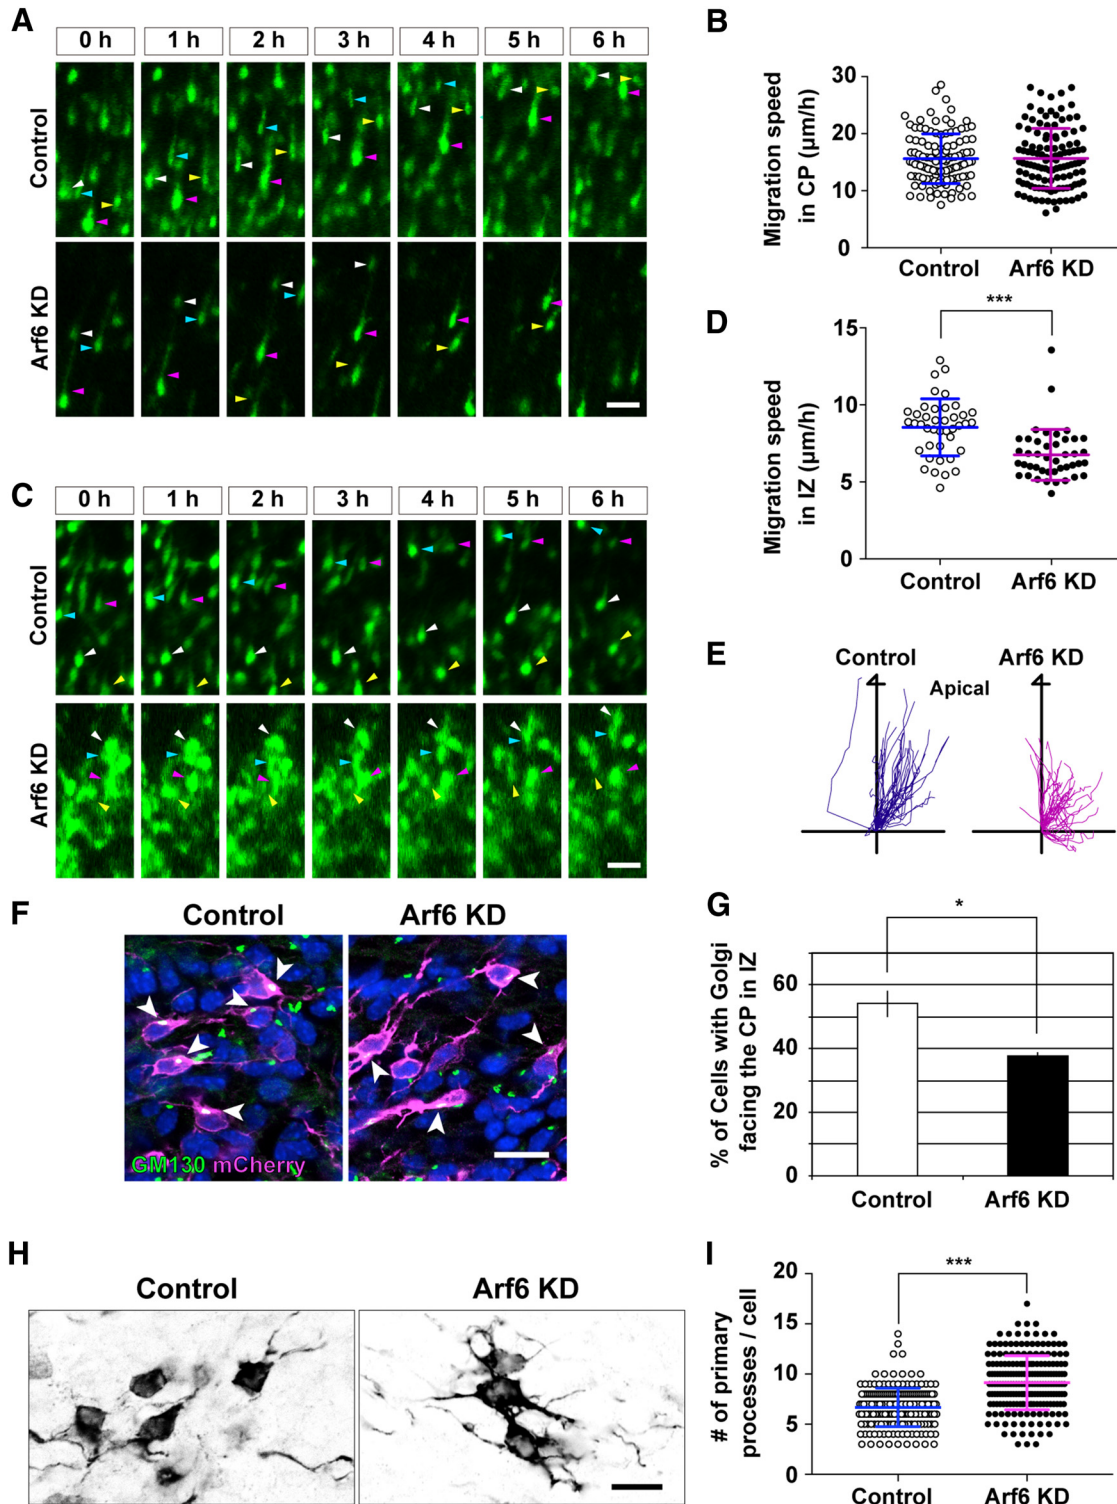 A
0 h 1 h 2 h 3 h 4 h 5 h 6 h
Control
Arf6 KD
B
Migration speed
in CP (µm/h)
30
20
10
0
Control Arf6 KD
C
0 h 1 h 2 h 3 h 4 h 5 h 6 h
Control
Arf6 KD
D
***
Migration speed
in IZ (µm/h)
15
10
5
0
Control Arf6 KD
E
Control Arf6 KD
Apical
F
Control Arf6 KD
GM130 mCherry
G
*
% of Cells with Golgi
facing the CP in IZ
60
40
20
0
Control Arf6 KD
H
Control Arf6 KD
I
***
# of primary
processes / cell
20
15
10
5
0
Control Arf6 KD